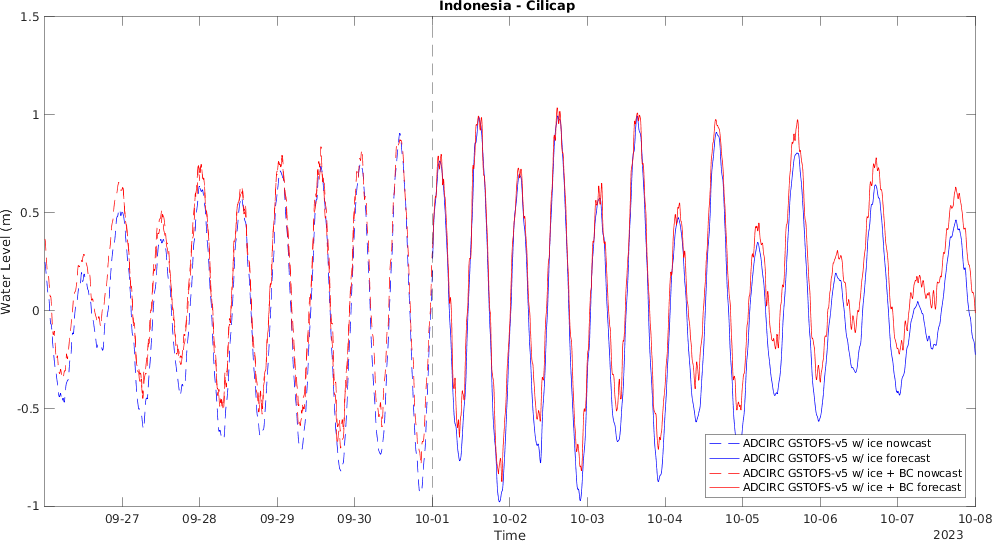 Indonesia - Cilicap
1.5
1
0.5
0
-0.5
-1
Water Level (m)
ADCIRC GSTOFS-v5 w/ ice nowcast
ADCIRC GSTOFS-v5 w/ ice forecast
ADCIRC GSTOFS-v5 w/ ice + BC nowcast
ADCIRC GSTOFS-v5 w/ ice + BC forecast
09-27 09-28 09-29 09-30 10-01 10-02 10-03 10-04 10-05 10-06 10-07 10-08
Time
2023